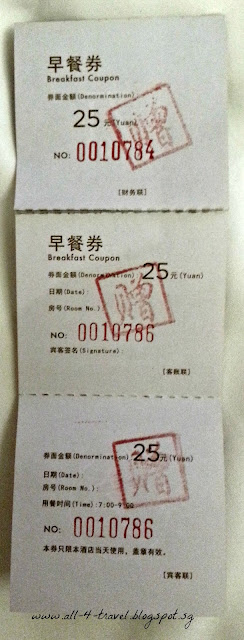 早餐券
Breakfast Coupon
券面金额(Denormination)
25元(Yuan)
赠
NO: 0010784
[财务联]
早餐券
Breakfast Coupon
券面金额(Denormination) 25元(Yuan)
赠
日期(Date):
房号(Room No.)
NO: 0010786
宾客签名(Signature):
[客账联]
券面金额(Denormination) 25元(Yuan)
赠
日期(Date):
房号(Room No.):
用餐时间(Time):7:00-9:00
NO: 0010786
本券只限本酒店当天使用，盖章有效。
[宾客联]
www.all-4-travel.blogspot.sg